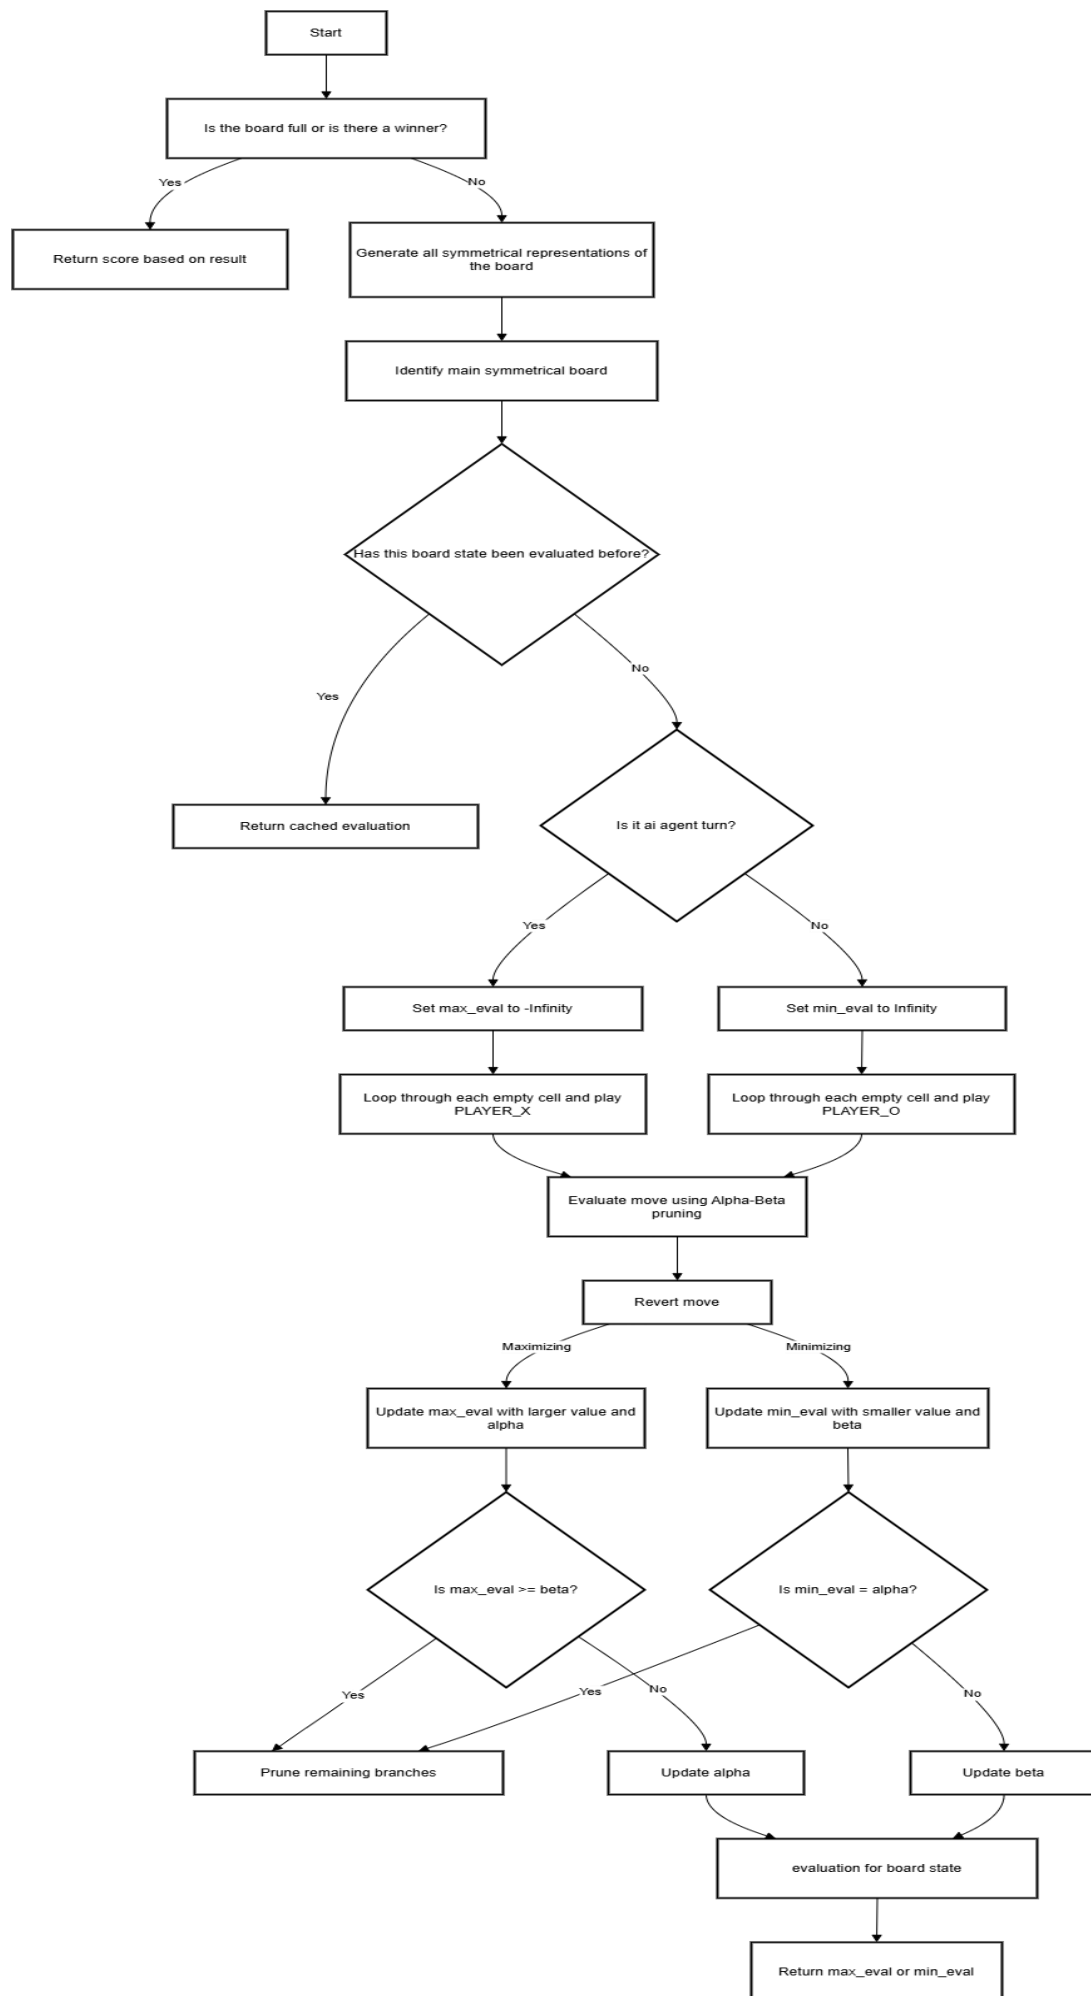 Start
Is the board full or is there a winner?
Yes
No
Return score based on result
Generate all symmetrical representations of
the board
Identify main symmetrical board
Has this board state been evaluated before?
Yes
No
Return cached evaluation
Is it ai agent turn?
Yes
No
Set max_eval to -Infinity
Set min_eval to Infinity
Loop through each empty cell and play
PLAYER_X
Loop through each empty cell and play
PLAYER_O
Evaluate move using Alpha-Beta
pruning
Revert move
Maximizing
Minimizing
Update max_eval with larger value and
alpha
Update min_eval with smaller value and
beta
Is max_eval >= beta?
Is min_eval = alpha?
Yes
Yes
No
No
Prune remaining branches
Update alpha
Update beta
evaluation for board state
Return max_eval or min_eval